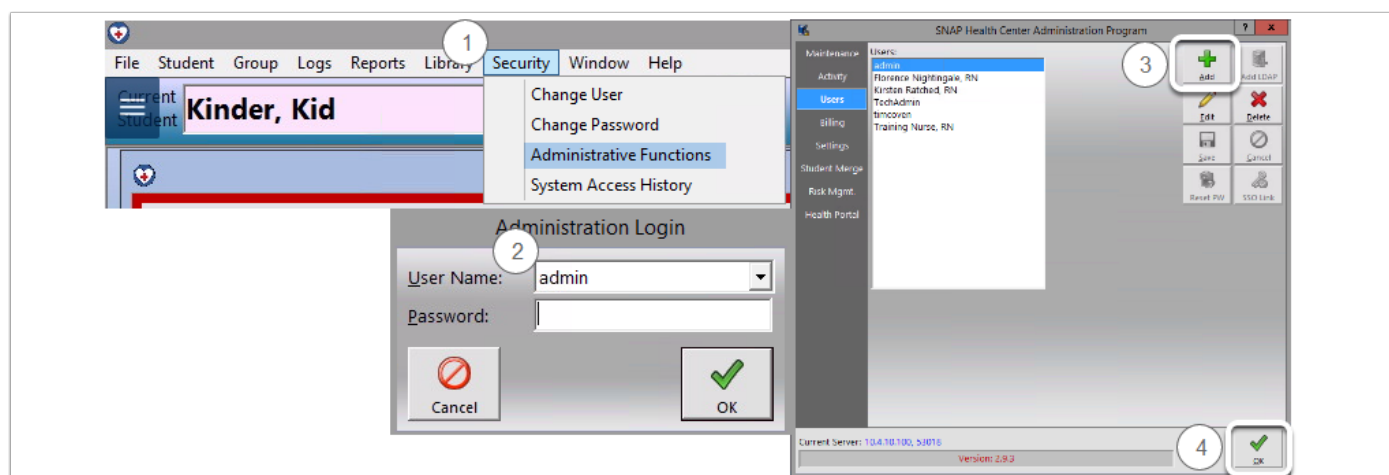 1
File Student Group Logs Reports Library Security Window Help
Current
Student
Kinder, Kid
Change User
Change Password
Administrative Functions
System Access History
Administration Login
2
User Name: admin
Password:
Cancel
OK
SNAP Health Center Administration Program
? x
Maintenance
Activity
Users
Billing
Settings
Student Merge
Risk Mgmt.
Health Portal
Users:
admin
Florence Nightingale, RN
Kirsten Ratched, RN
TechAdmin
timcoven
Training Nurse, RN
3
Add
Add LDAP
Edit
Delete
Save
Cancel
Reset PW
SSO Link
Current Server: 10.4.10.100, 53018
Version: 2.9.3
4
OK